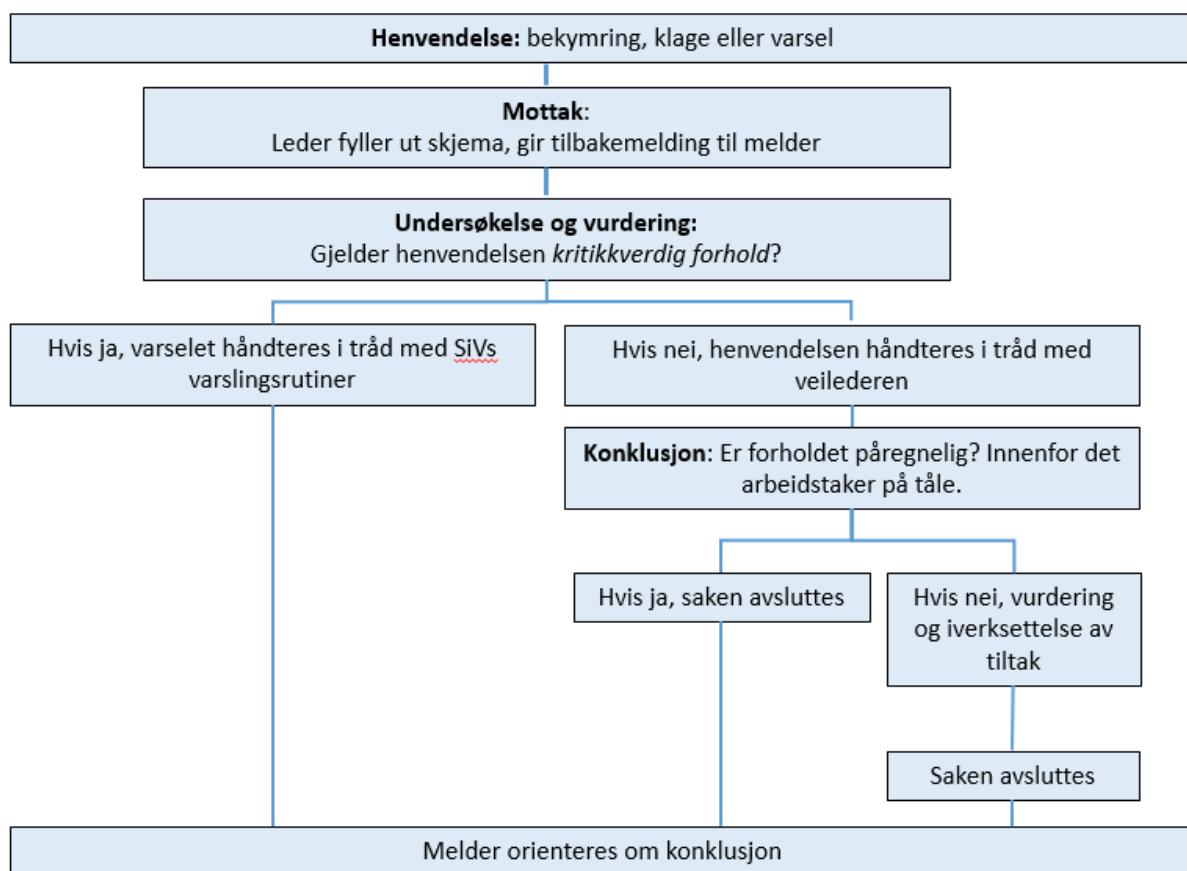 Henvendelse: bekymring, klage eller varsel
Mottak:
Leder fyller ut skjema, gir tilbakemelding til melder
Undersøkelse og vurdering:
Gjelder henvendelsen kritikkverdig forhold?
Hvis ja, varselet håndteres i tråd med SiVs
varslingsrutiner
Hvis nei, henvendelsen håndteres i tråd med
veilederen
Konklusjon: Er forholdet påregnelig? Innenfor det
arbeidstaker på tåle.
Hvis ja, saken avsluttes
Hvis nei, vurdering
og iverksettelse av
tiltak
Saken avsluttes
Melder orienteres om konklusjon